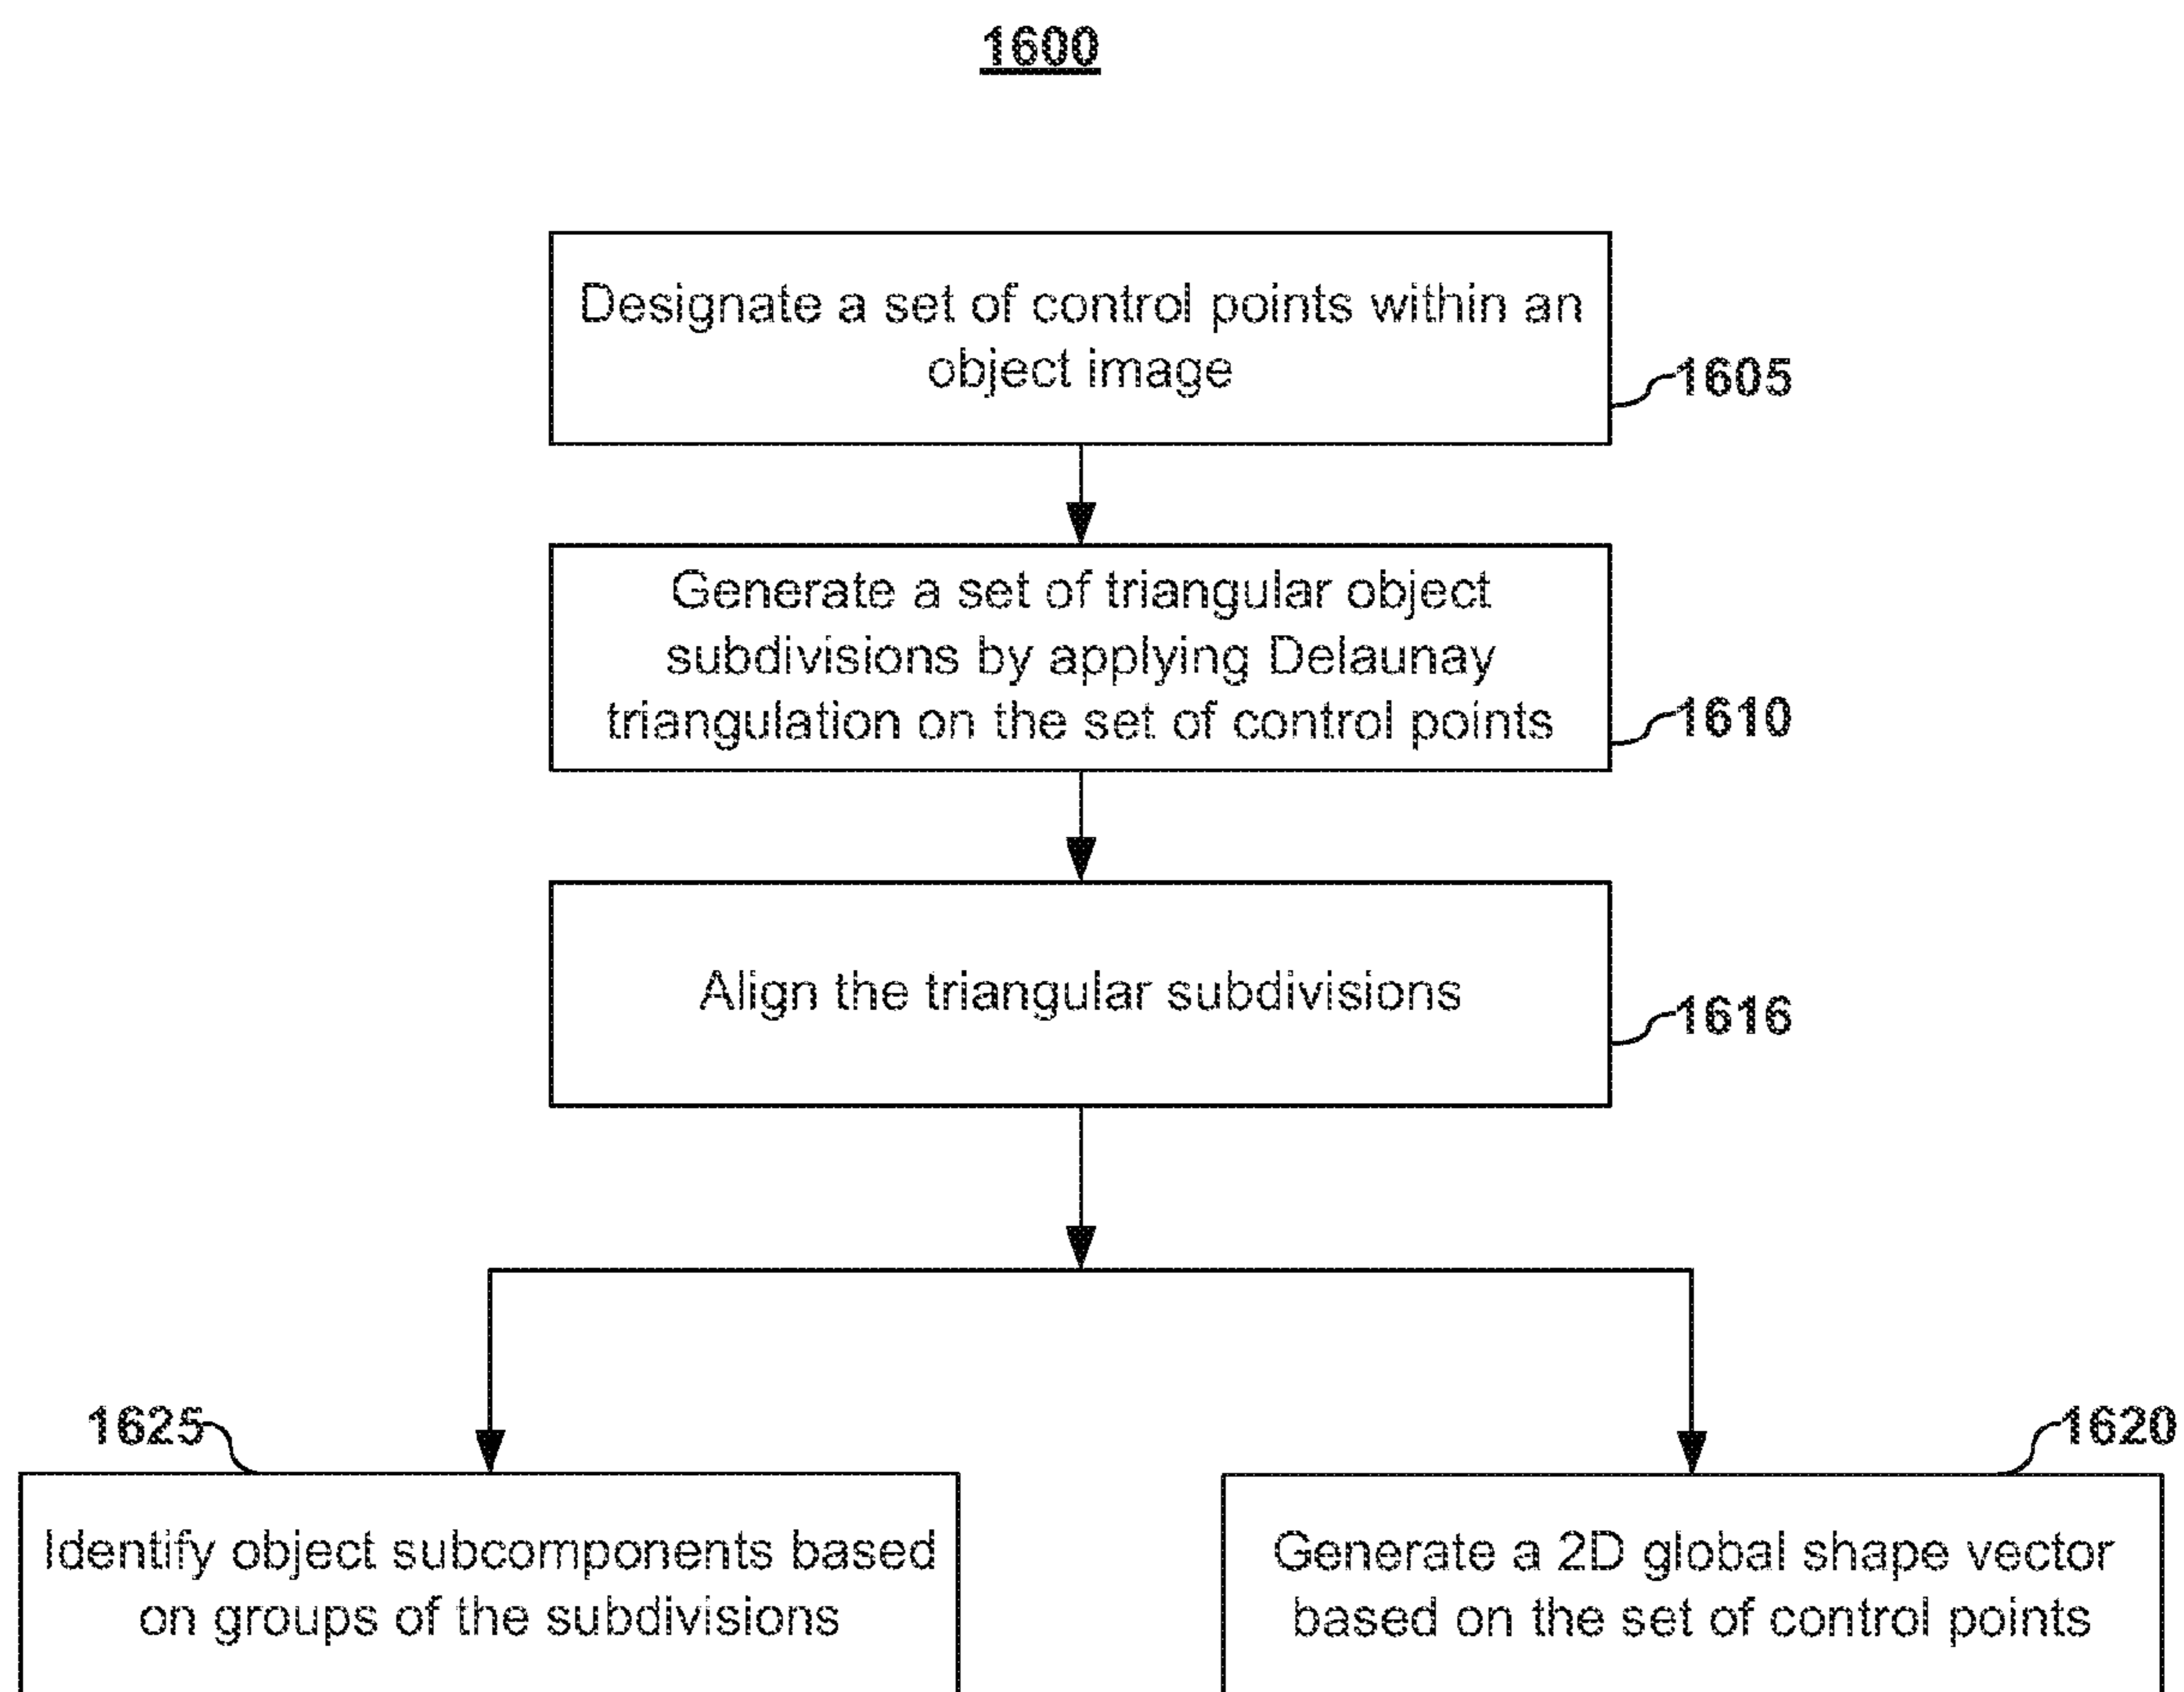 1600
Designate a set of control points within an
object image
1605
Generate a set of triangular object
subdivisions by applying Delaunay
triangulation on the set of control points
1610
Align the triangular subdivisions
1616
1625
1620
Identify object subcomponents based
on groups of the subdivisions
Generate a 2D global shape vector
based on the set of control points